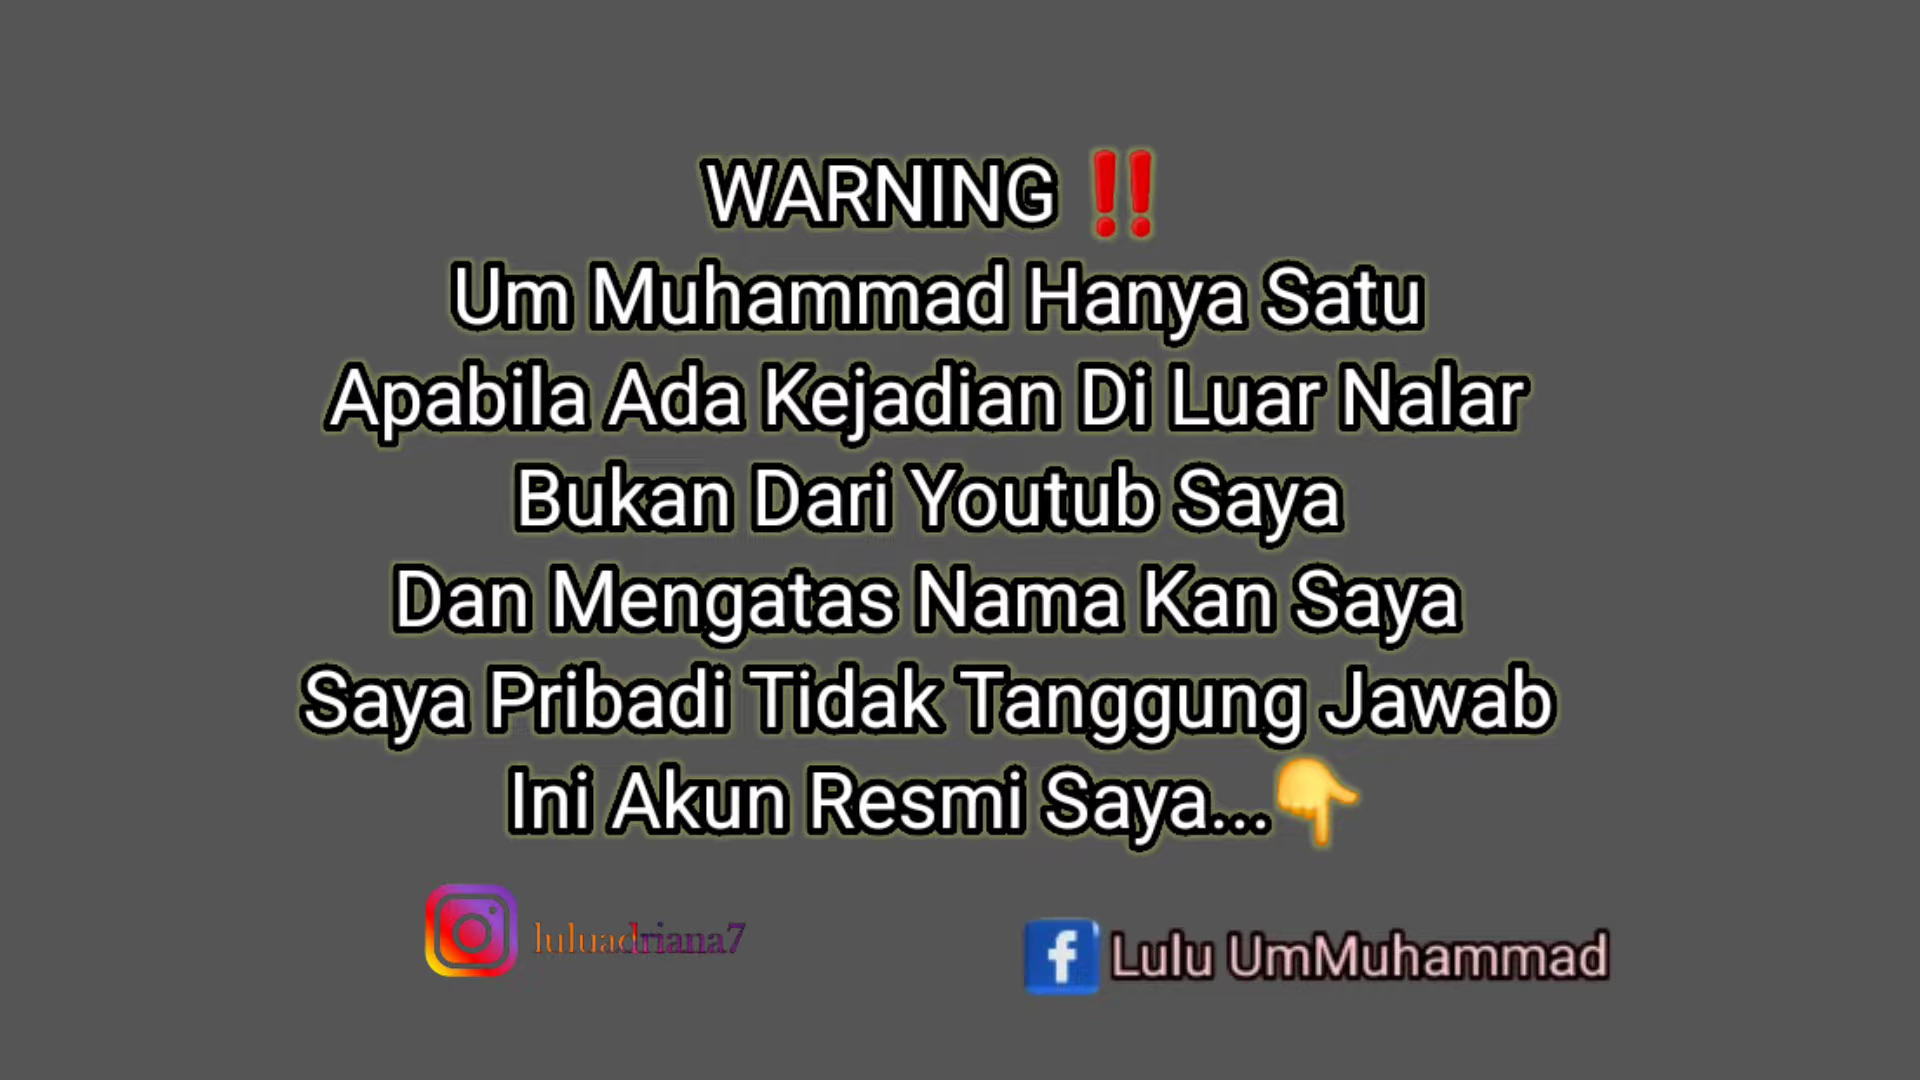 WARNING ‼️
Um Muhammad Hanya Satu
Apabila Ada Kejadian Di Luar Nalar
Bukan Dari Youtub Saya
Dan Mengatas Nama Kan Saya
Saya Pribadi Tidak Tanggung Jawab
Ini Akun Resmi Saya...👇
luluadriana7
Lulu UmMuhammad